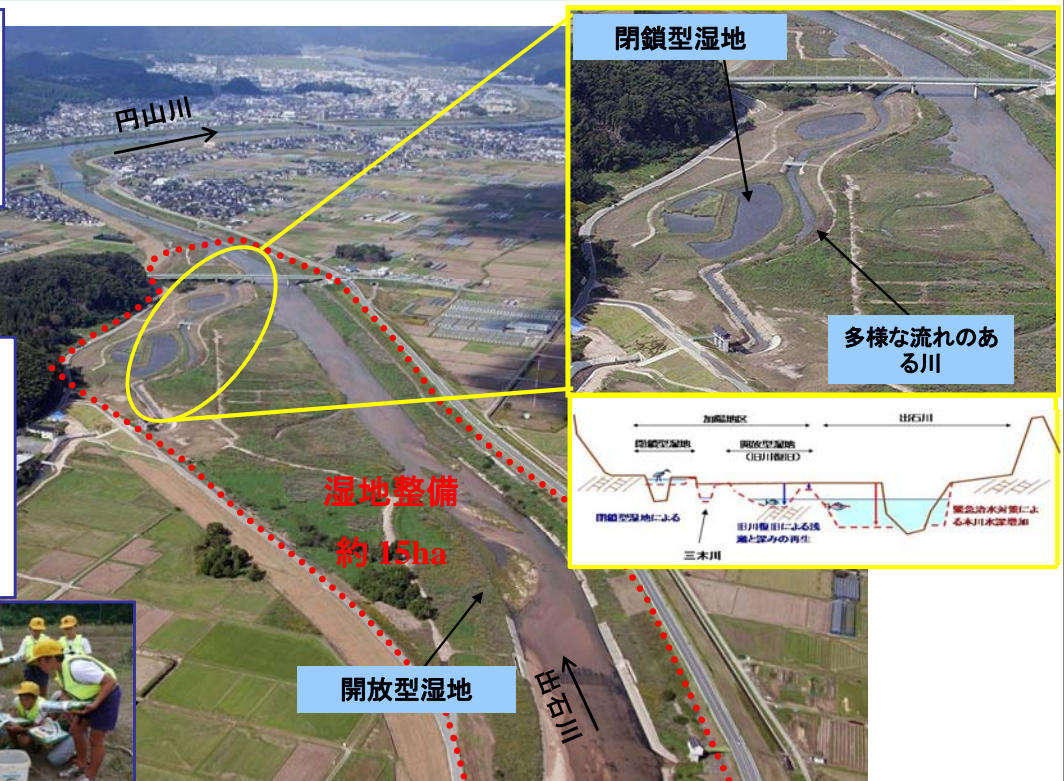 閉鎖型湿地
円山川
多様な流れのあ
る川
加陽地区
出石川
閉鎖型湿地
開放型湿地
(旧川復旧)
閉鎖型湿地による
旧川復旧による浅
瀬と深みの再生
三木川
緊急治水対策によ
る本川水深増加
湿地整備
約 15ha
開放型湿地
出石川